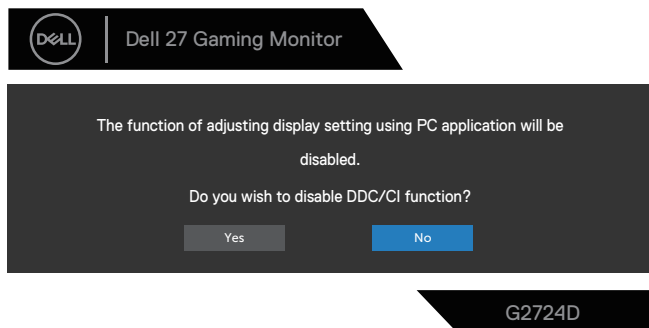 DELL
Dell 27 Gaming Monitor
The function of adjusting display setting using PC application will be
disabled.
Do you wish to disable DDC/CI function?
Yes
No
G2724D